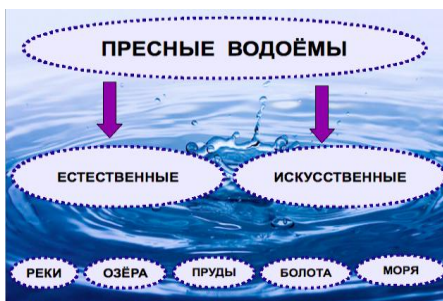 ПРЕСНЫЕ ВОДОЁМЫ
ЕСТЕСТВЕННЫЕ ИСКУССТВЕННЫЕ
РЕКИ ОЗЁРА ПРУДЫ БОЛОТА МОРЯ